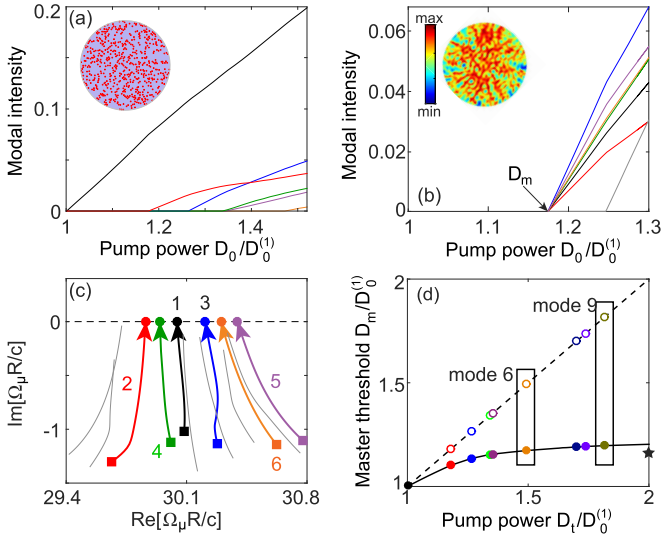 (a)
Modal intensity
0.2
0.1
0
1
1.2
1.4
Pump power D₀/D₀⁽¹⁾
(b)
max
min
Modal intensity
0.08
0.06
0.04
0.02
0
Dₘ
1
1.1
1.2
1.3
Pump power D₀/D₀⁽¹⁾
(c)
Im[Ω_μR/c]
0
-1
1
2
3
4
5
6
29.4
30.1
30.8
Re[Ω_μR/c]
(d)
Master threshold Dₘ/D₀⁽¹⁾
2
1.5
1
mode 9
mode 6
1
1.5
2
Pump power Dₜ/D₀⁽¹⁾